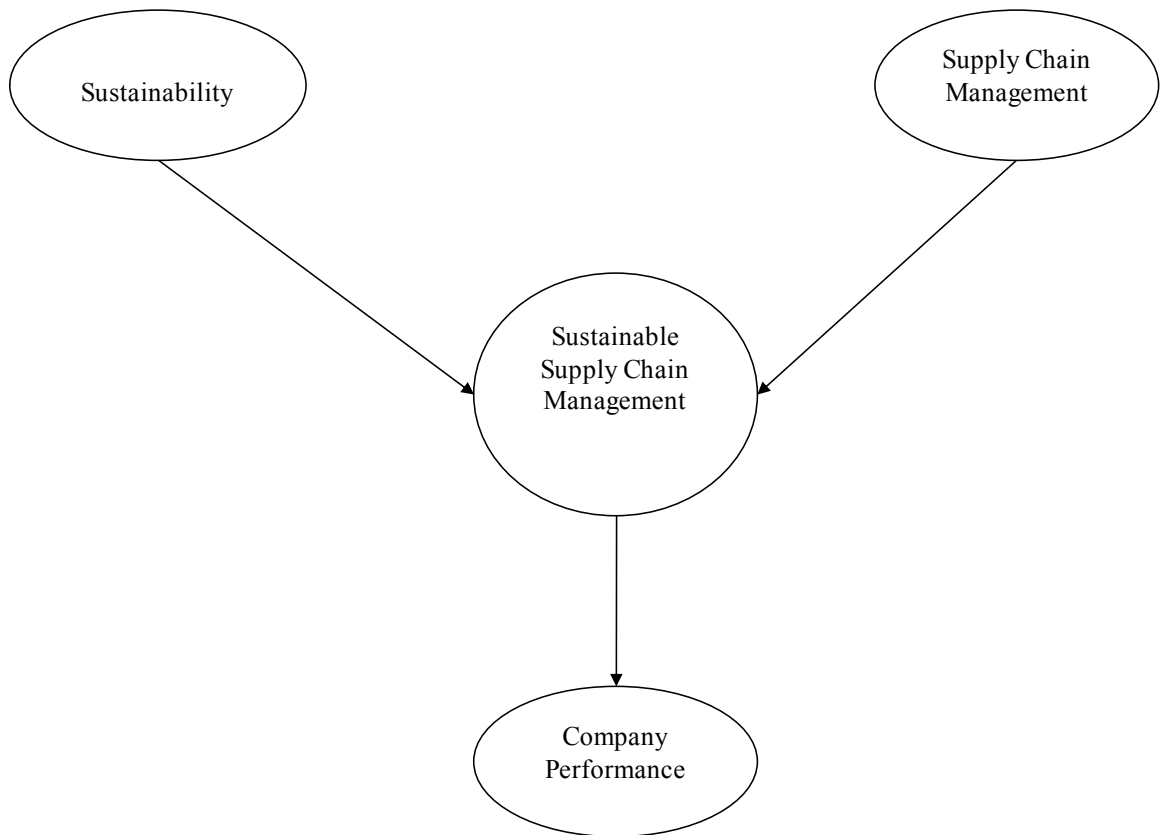 Sustainability
Supply Chain
Management
Sustainable
Supply Chain
Management
Company
Performance